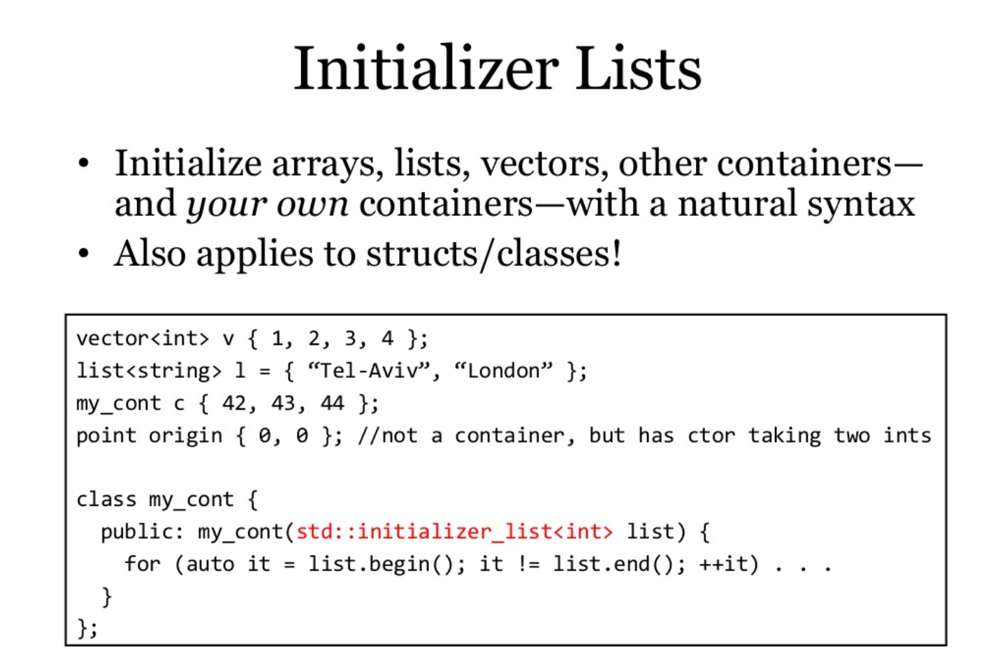 Initializer Lists
• Initialize arrays, lists, vectors, other containers—
and your own containers—with a natural syntax
• Also applies to structs/classes!
vector<int> v { 1, 2, 3, 4 };
list<string> l = { “Tel-Aviv”, “London” };
my_cont c { 42, 43, 44 };
point origin { 0, 0 }; //not a container, but has ctor taking two ints
class my_cont {
  public: my_cont(std::initializer_list<int> list) {
    for (auto it = list.begin(); it != list.end(); ++it) . . .
  }
};